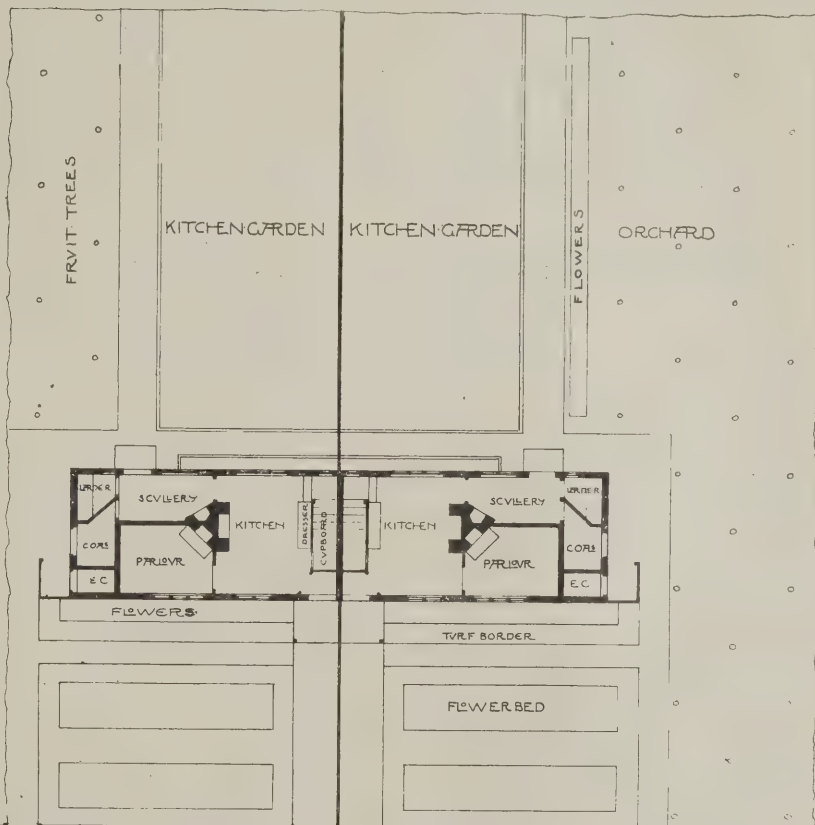 FRVIT·TREES
KITCHEN·GARDEN
KITCHEN·GARDEN
FLOWERS
ORCHARD
LARDER
SCVLLERY
COALS
PARLOVR
E.C
KITCHEN
DRESSER
CVPBOARD
KITCHEN
SCVLLERY
LARDER
COALS
PARLOVR
E.C
FLOWERS·
TVRF BORDER
FLOWERBED